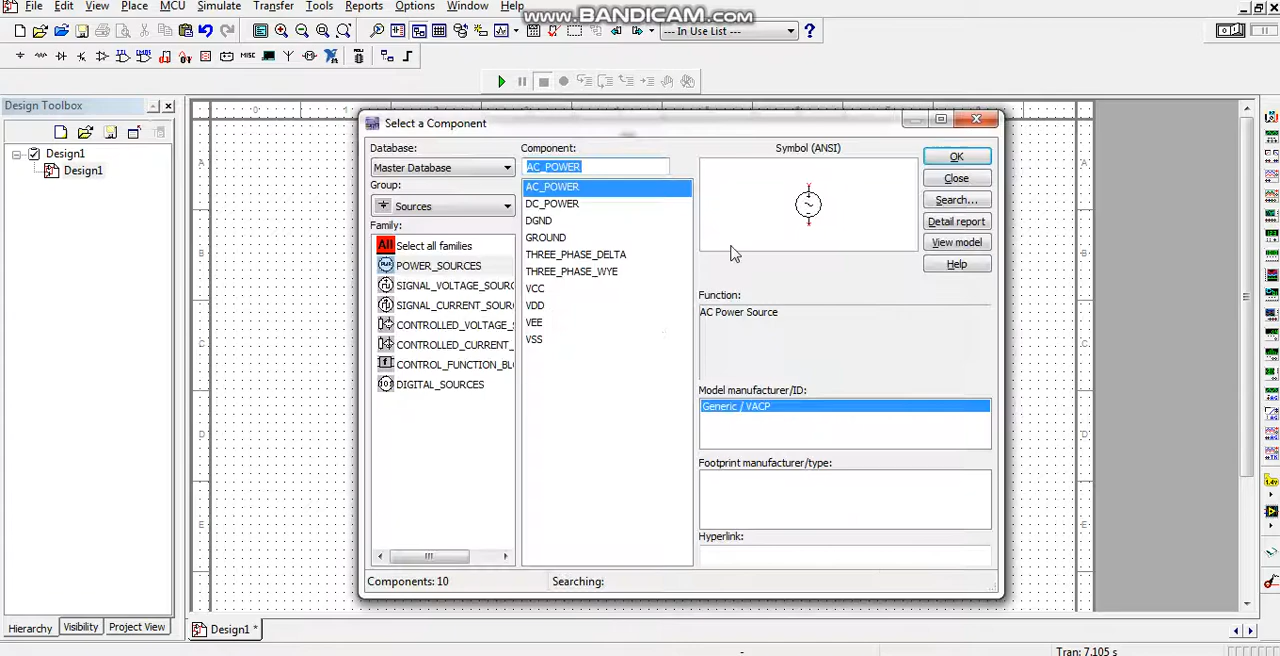 File Edit View Place MCU Simulate Transfer Tools Reports Options Window Help
www.BANDICAM.com
--- In Use List ---
Design Toolbox
Design1
Design1
Select a Component
Database:
Master Database
Group:
Sources
Family:
Select all families
POWER_SOURCES
SIGNAL_VOLTAGE_SOURC
SIGNAL_CURRENT_SOUR
CONTROLLED_VOLTAGE_
CONTROLLED_CURRENT_
CONTROL_FUNCTION_BL
DIGITAL_SOURCES
Component:
AC_POWER
AC_POWER
DC_POWER
DGND
GROUND
THREE_PHASE_DELTA
THREE_PHASE_WYE
VCC
VDD
VEE
VSS
Symbol (ANSI)
Function:
AC Power Source
Model manufacturer/ID:
Generic / VACP
Footprint manufacturer/type:
Hyperlink:
OK
Close
Search...
Detail report
View model
Help
Components: 10
Searching:
Hierarchy Visibility Project View
Design1 *
Tran: 7.105 s